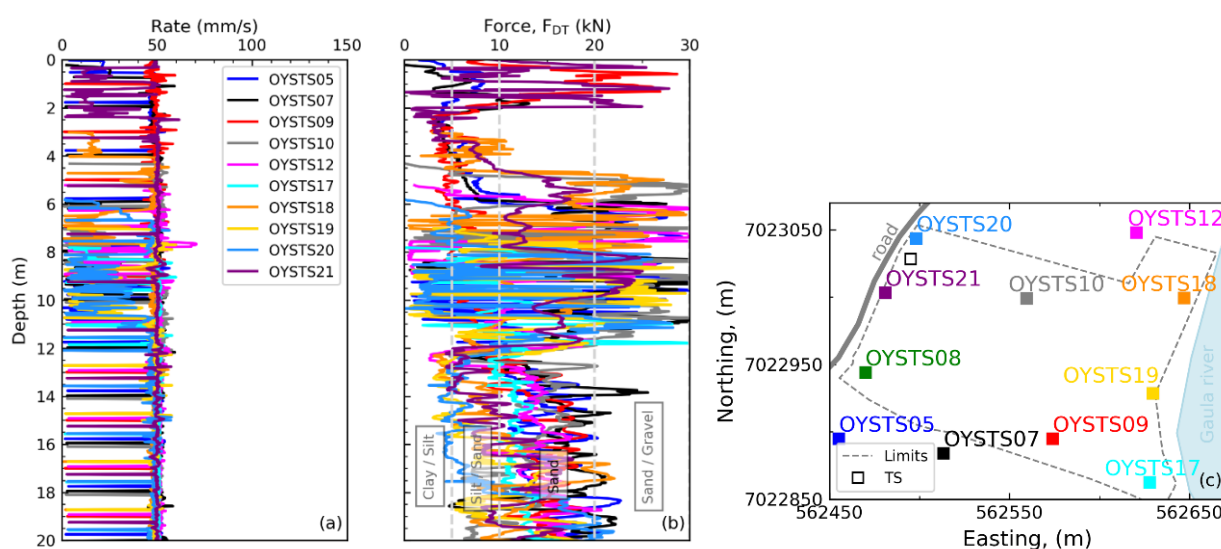 Rate (mm/s)
0 50 100 150
Depth (m)
0
2
4
6
8
10
12
14
16
18
20
OYSTS05
OYSTS07
OYSTS09
OYSTS10
OYSTS12
OYSTS17
OYSTS18
OYSTS19
OYSTS20
OYSTS21
(a)
Force, F_DT (kN)
0 10 20 30
Clay / Silt
Silt / Sand
Sand
Sand / Gravel
(b)
Northing, (m)
7023050
7022950
7022850
road
OYSTS20
OYSTS12
OYSTS21
OYSTS10
OYSTS18
OYSTS08
OYSTS19
OYSTS05
OYSTS07
OYSTS09
OYSTS17
Gaula river
Limits
TS
(c)
562450 562550 562650
Easting, (m)